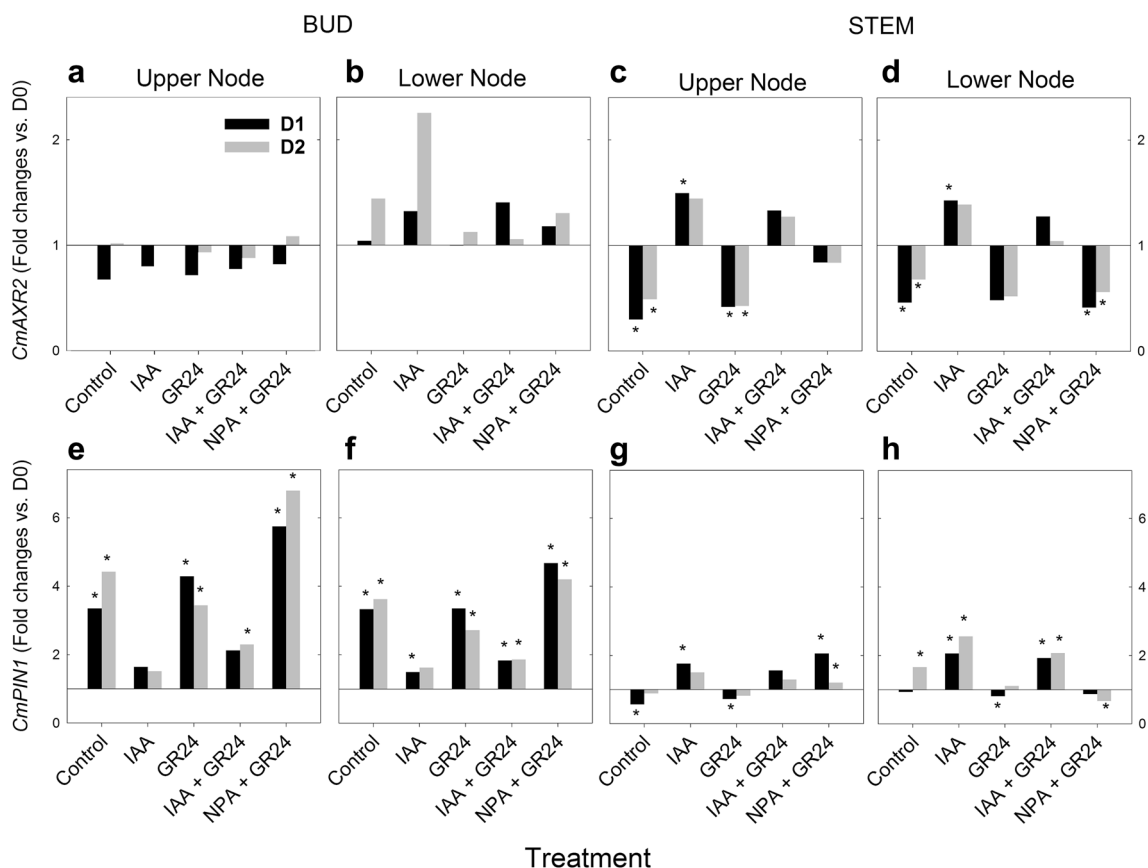 BUD STEM
a b c d
Upper Node Lower Node Upper Node Lower Node
CmAXR2 (Fold changes vs. D0)
2
1
0
D1
D2
* * * * * *
* * * * * *
2
1
0
Control IAA GR24 IAA + GR24 NPA + GR24
Control IAA GR24 IAA + GR24 NPA + GR24
Control IAA GR24 IAA + GR24 NPA + GR24
Control IAA GR24 IAA + GR24 NPA + GR24
e f g h
CmPIN1 (Fold changes vs. D0)
6
4
2
0
* * * * * * *
* * * * * * * * *
* * * * * *
* * * * * * *
6
4
2
0
Control IAA GR24 IAA + GR24 NPA + GR24
Control IAA GR24 IAA + GR24 NPA + GR24
Control IAA GR24 IAA + GR24 NPA + GR24
Control IAA GR24 IAA + GR24 NPA + GR24
Treatment